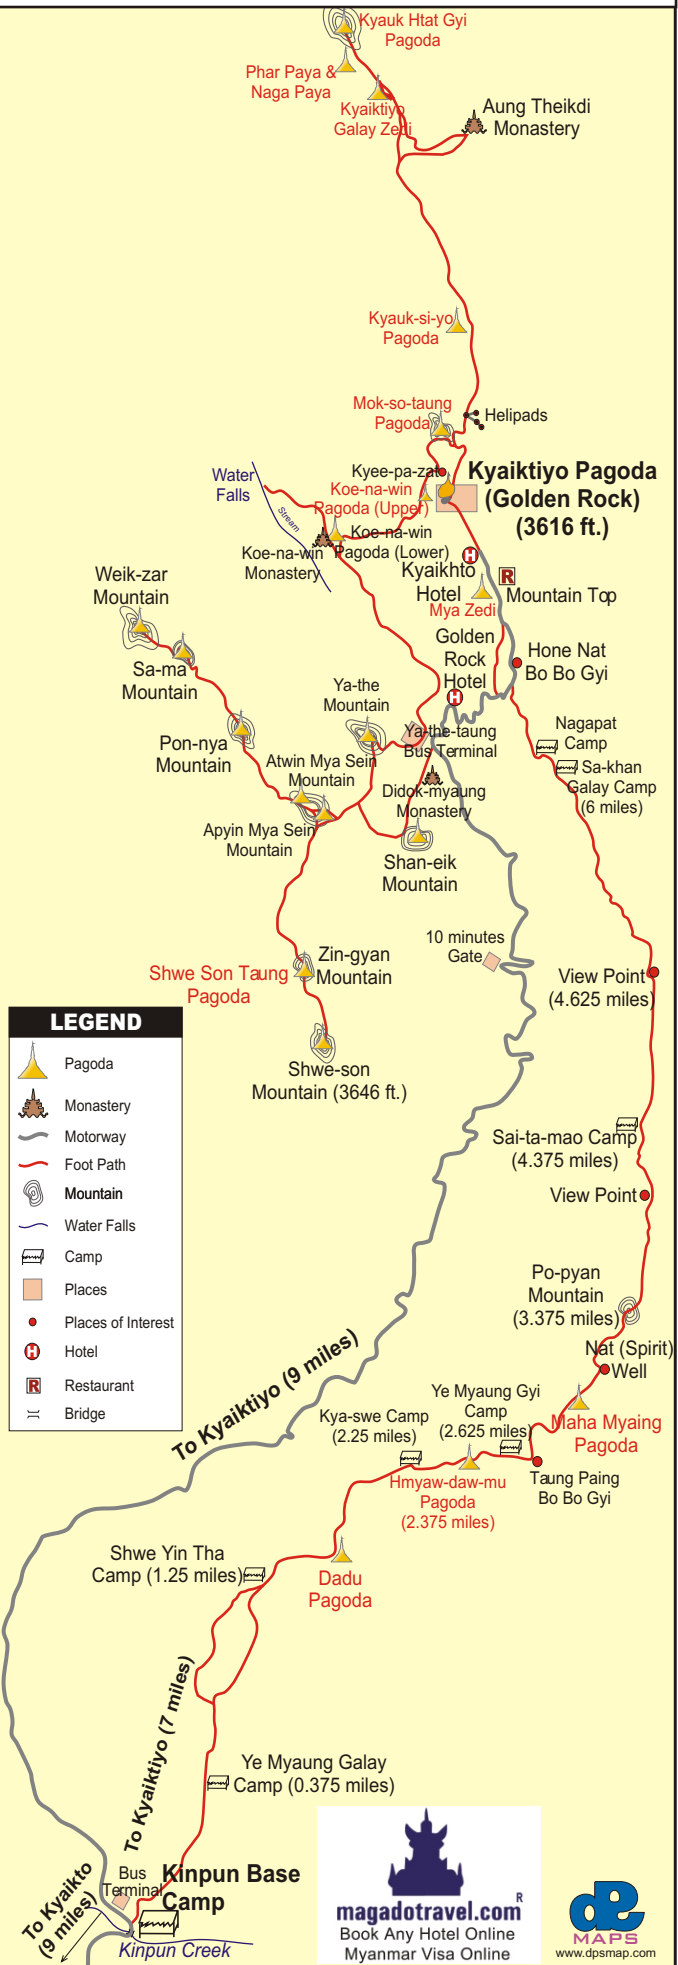 Kyauk Htat Gyi
Pagoda
Phar Paya &
Naga Paya
Kyaiktiyo
Galay Zedi
Aung Theikdi
Monastery
Kyauk-si-yo
Pagoda
Mok-so-taung
Pagoda
Helipads
Kyee-pa-zat
Kyaiktiyo Pagoda
(Golden Rock)
(3616 ft.)
Water
Falls
Stream
Koe-na-win
Pagoda (Upper)
Koe-na-win
Pagoda (Lower)
Koe-na-win
Monastery
Kyaikhto
Hotel
R
Mountain Top
Mya Zedi
Weik-zar
Mountain
Sa-ma
Mountain
Golden
Rock
Hotel
H
H
Hone Nat
Bo Bo Gyi
Ya-the
Mountain
Pon-nya
Mountain
Ya-the-taung
Bus Terminal
Nagapat
Camp
Sa-khan
Galay Camp
(6 miles)
Atwin Mya Sein
Mountain
Didok-myaung
Monastery
Apyin Mya Sein
Mountain
Shan-eik
Mountain
10 minutes
Gate
Zin-gyan
Mountain
Shwe Son Taung
Pagoda
View Point
(4.625 miles)
Shwe-son
Mountain (3646 ft.)
LEGEND
Pagoda
Monastery
Motorway
Foot Path
Mountain
Water Falls
Camp
Places
Places of Interest
H
Hotel
R
Restaurant
Bridge
Sai-ta-mao Camp
(4.375 miles)
View Point
Po-pyan
Mountain
(3.375 miles)
Nat (Spirit)
Well
To Kyaiktiyo (9 miles)
Ye Myaung Gyi
Camp
(2.625 miles)
Kya-swe Camp
(2.25 miles)
Maha Myaing
Pagoda
Hmyaw-daw-mu
Pagoda
(2.375 miles)
Taung Paing
Bo Bo Gyi
Shwe Yin Tha
Camp (1.25 miles)
Dadu
Pagoda
To Kyaiktiyo (7 miles)
Ye Myaung Galay
Camp (0.375 miles)
Bus
Terminal
Kinpun Base
Camp
To Kyaikto
(9 miles)
Kinpun Creek
magadotravel.com R
Book Any Hotel Online
Myanmar Visa Online
dPS
MAPS
www.dpsmap.com